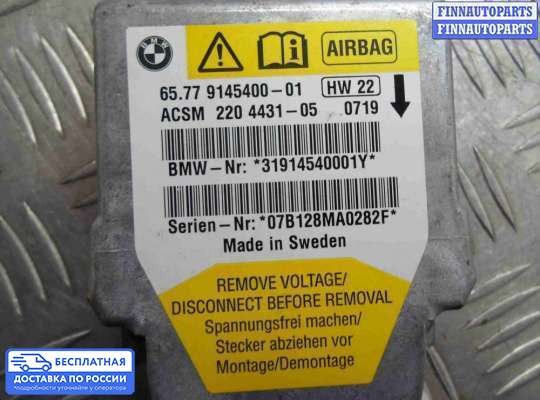 FINNAUTOPARTS
FINNAUTOPARTS
BMW
AIRBAG
65.77 9145400-01 HW 22
ACSM 220 4431-05 0719
BMW-Nr: *31914540001Y*
Serien-Nr: *07B128MA0282F*
Made in Sweden
REMOVE VOLTAGE/
DISCONNECT BEFORE REMOVAL
Spannungsfrei machen/
Stecker abziehen vor
Montage/Demontage
БЕСПЛАТНАЯ
ДОСТАВКА ПО РОССИИ